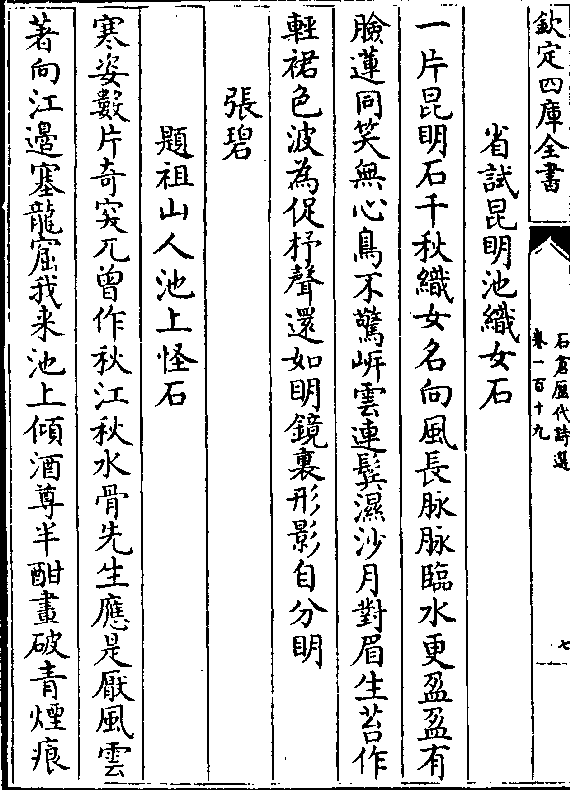 欽定四庫全書
石倉歷代詩選
卷一百十九
七
省試昆明池織女石
一片昆明石千秋織女名向風長脉脉臨水更盈盈有
臉蓮同笑無心鳥不驚㟁雲連鬂濕沙月對眉生苔作
輕裙色波為促杼聲還如明鏡裏形影自分明
張碧
題祖山人池上怪石
寒姿數片奇突兀曾作秋江秋水骨先生應是厭風雲
著向江邊塞龍窟我来池上傾酒尊半酣畫破青煙痕